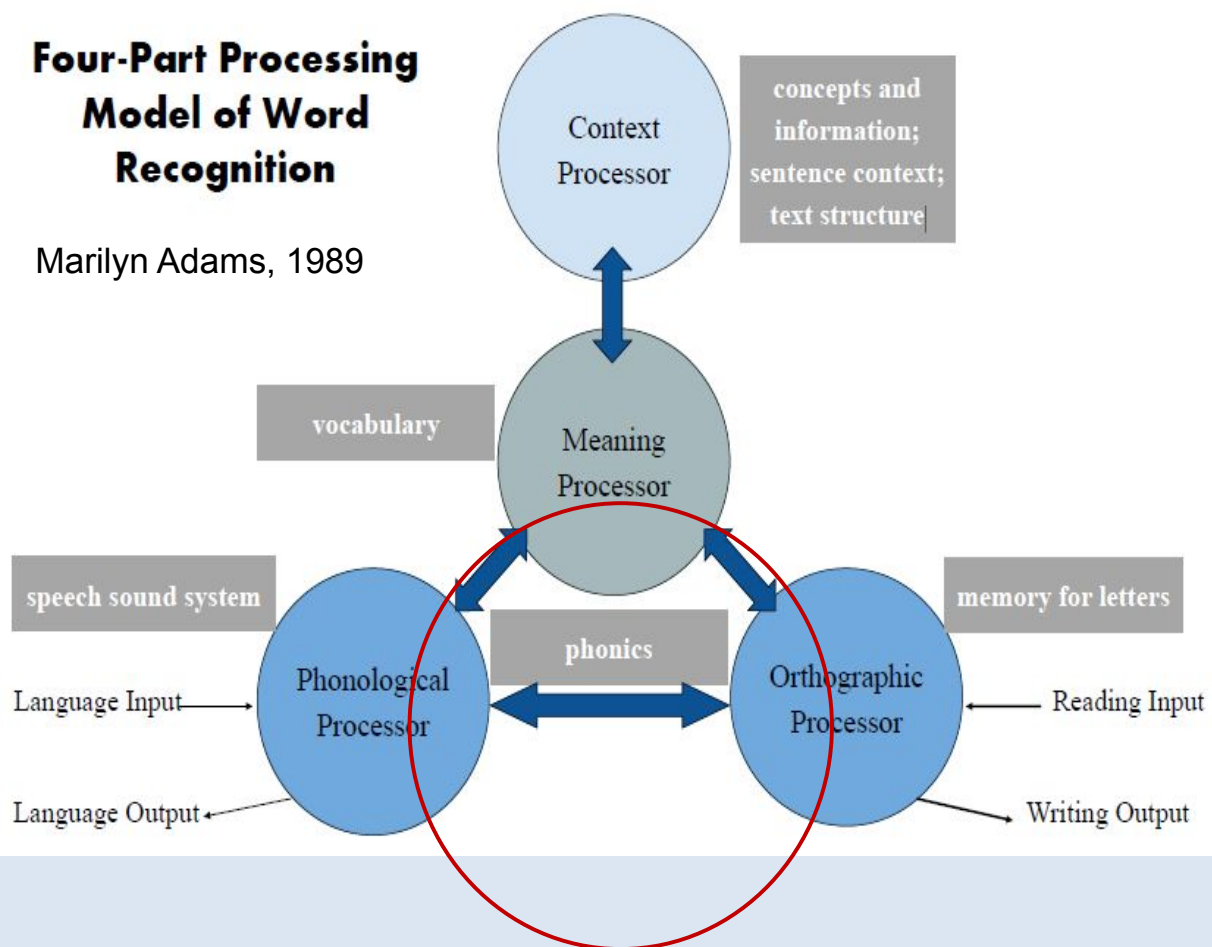 Four-Part Processing
Model of Word
Recognition
Marilyn Adams, 1989
Context
Processor
concepts and
information;
sentence context;
text structure
vocabulary
Meaning
Processor
speech sound system
phonics
memory for letters
Phonological
Processor
Orthographic
Processor
Language Input
Reading Input
Language Output
Writing Output